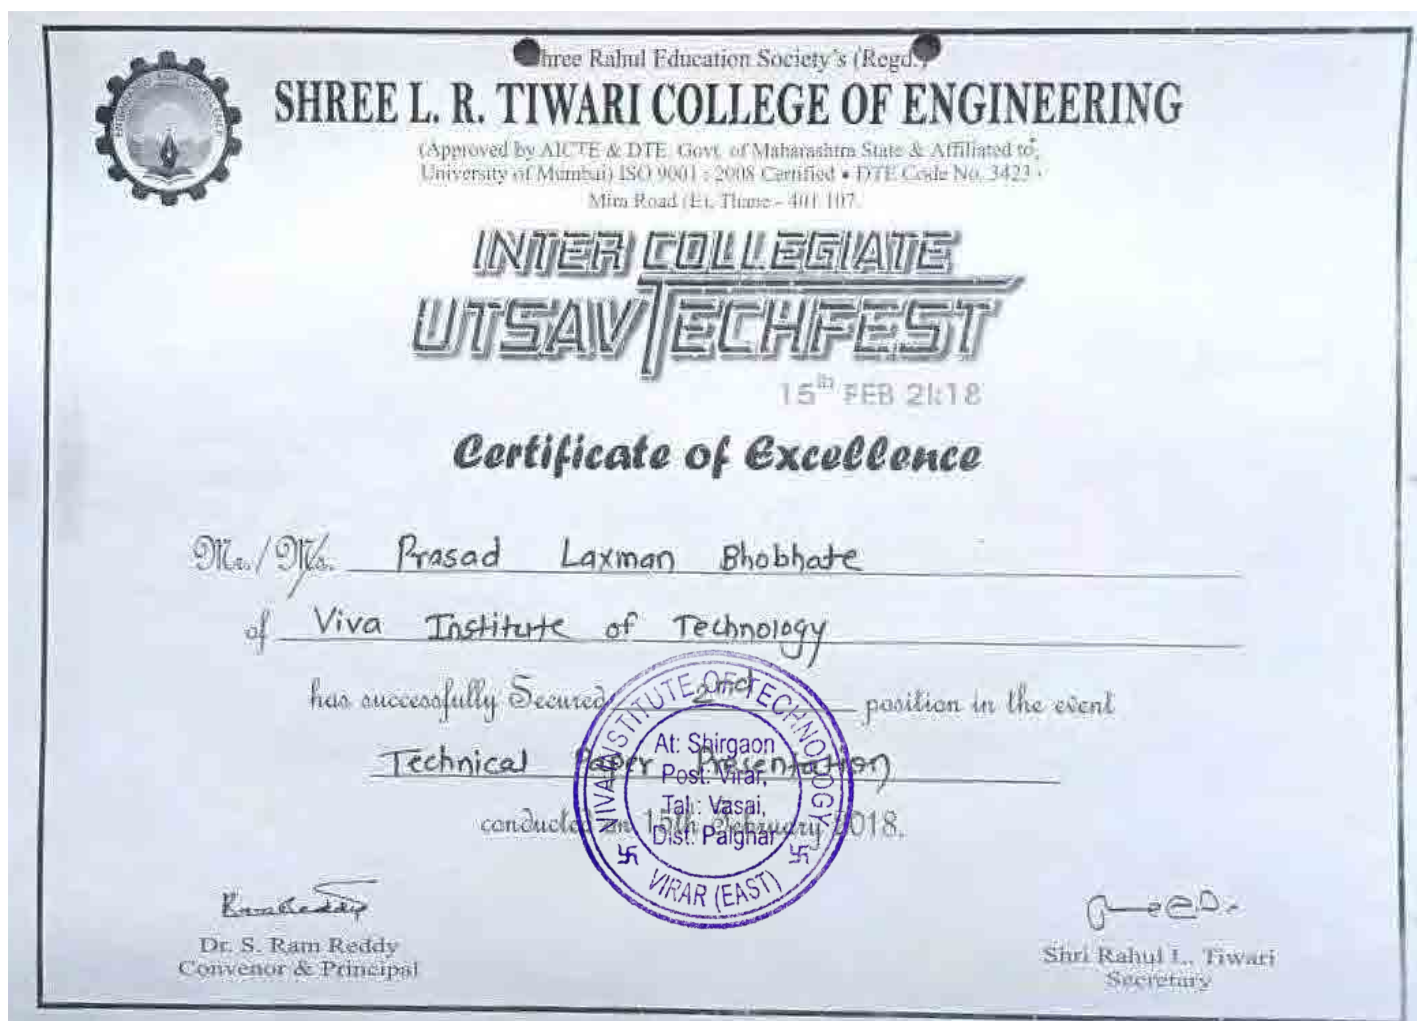 Shree Rahul Education Society's (Regd.)
SHREE L. R. TIWARI COLLEGE OF ENGINEERING
(Approved by AICTE & DTE, Govt. of Maharashtra State & Affiliated to
University of Mumbai) ISO 9001 : 2008 Certified • DTE Code No. 3423
Mira Road (E), Thane - 401 107.
INTER COLLEGIATE
UTSAV TECHFEST
15th FEB 2K18
Certificate of Excellence
Mr./Ms. Prasad Laxman Bhobhate
of Viva Institute of Technology
has successfully Secured 2nd position in the event
Technical Paper Presentation
conducted on 15th February 2018.
VIVA INSTITUTE OF TECHNOLOGY
At: Shirgaon
Post: Virar,
Tal: Vasai,
Dist. Palghar
VIRAR (EAST)
Dr. S. Ram Reddy
Convenor & Principal
Shri Rahul L. Tiwari
Secretary